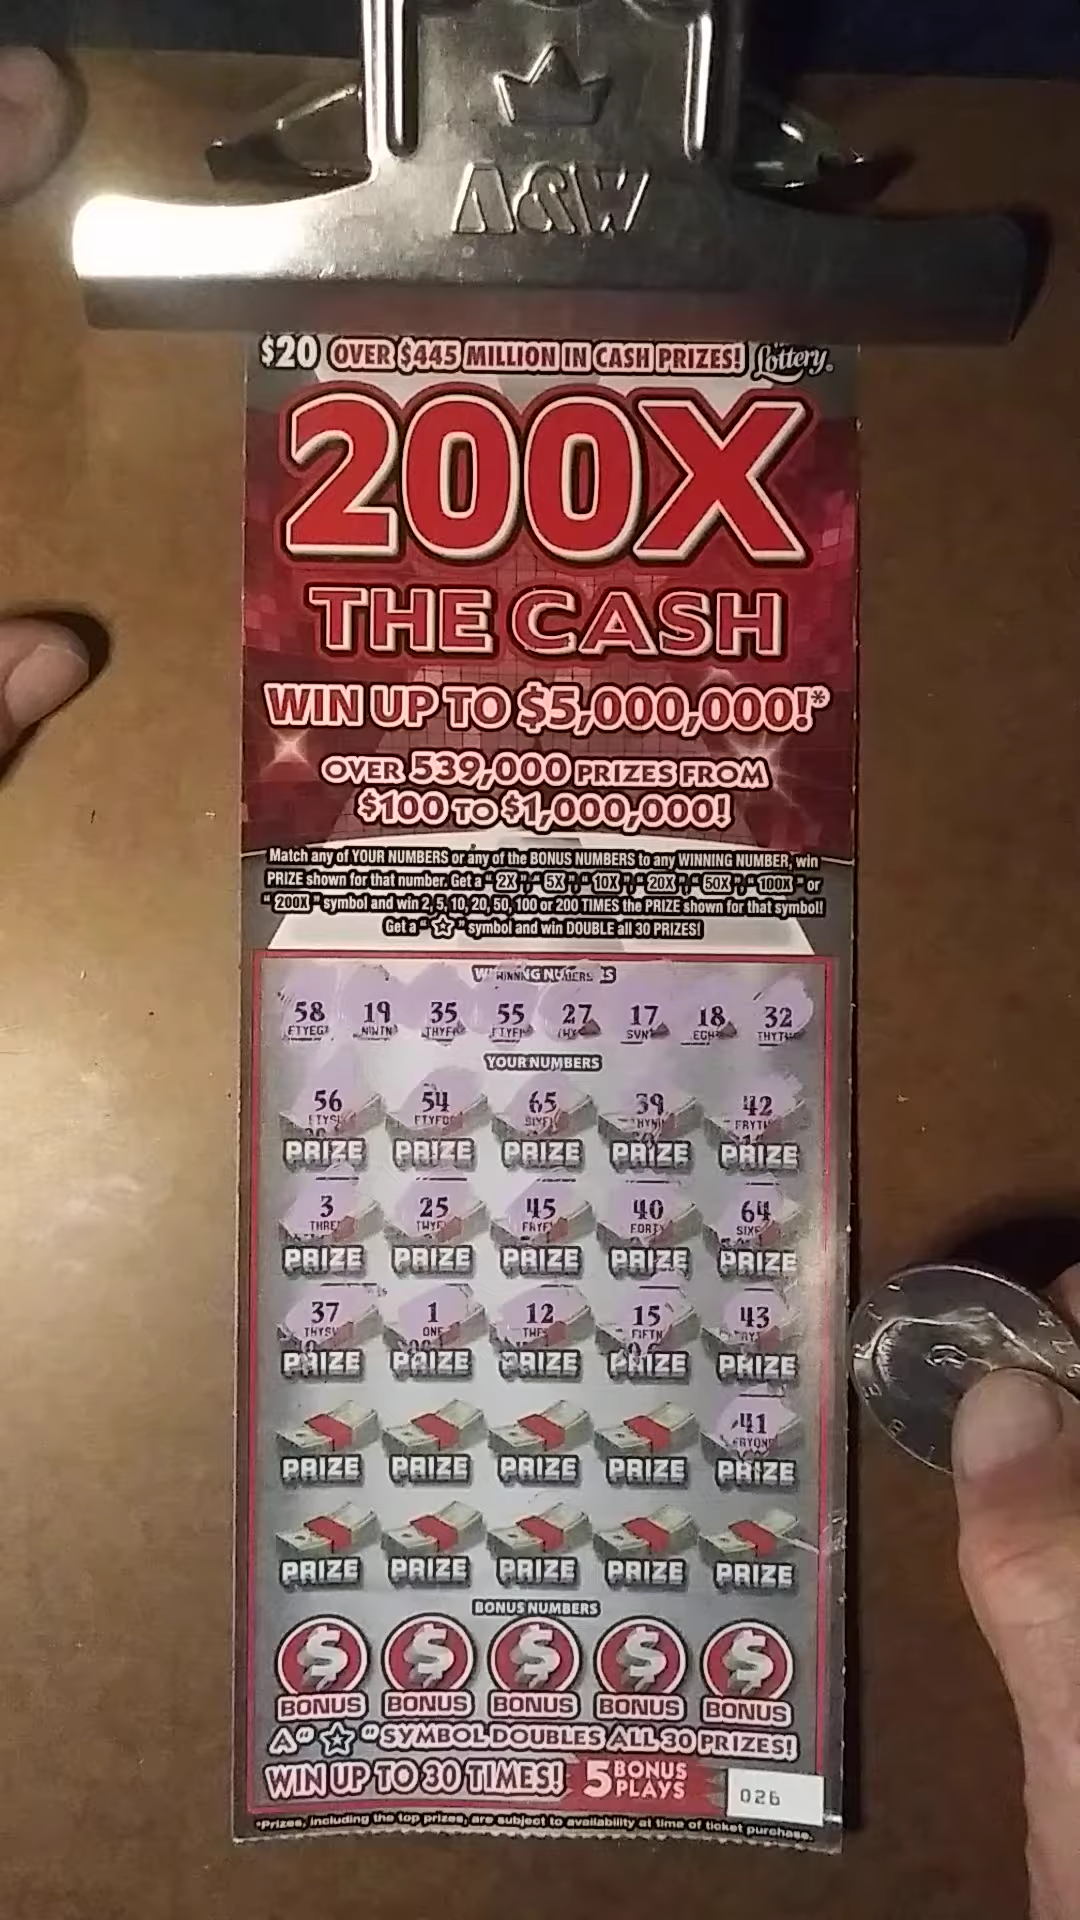 A&W
$20 OVER $445 MILLION IN CASH PRIZES! Lottery®
200X
THE CASH
WIN UP TO $5,000,000!*
OVER 539,000 PRIZES FROM
$100 TO $1,000,000!
Match any of YOUR NUMBERS or any of the BONUS NUMBERS to any WINNING NUMBER, win
PRIZE shown for that number. Get a "2X", "5X", "10X", "20X", "50X", "100X" or
"200X" symbol and win 2, 5, 10, 20, 50, 100 or 200 TIMES the PRIZE shown for that symbol!
Get a "☆" symbol and win DOUBLE all 30 PRIZES!
58 19 35 55 27 17 18 32
YOUR NUMBERS
56 54 65 39 42
PRIZE PRIZE PRIZE PRIZE PRIZE
3 25 45 40 64
PRIZE PRIZE PRIZE PRIZE PRIZE
37 1 12 15 43
THYSV ONE FIFTN
PRIZE PRIZE PRIZE PRIZE PRIZE
41
PRIZE PRIZE PRIZE PRIZE PRIZE
PRIZE PRIZE PRIZE PRIZE PRIZE
BONUS NUMBERS
$ $ $ $ $
BONUS BONUS BONUS BONUS BONUS
A "☆" SYMBOL DOUBLES ALL 30 PRIZES!
WIN UP TO 30 TIMES! 5 BONUS PLAYS
026
*Prizes, including the top prizes, are subject to availability at time of ticket purchase.